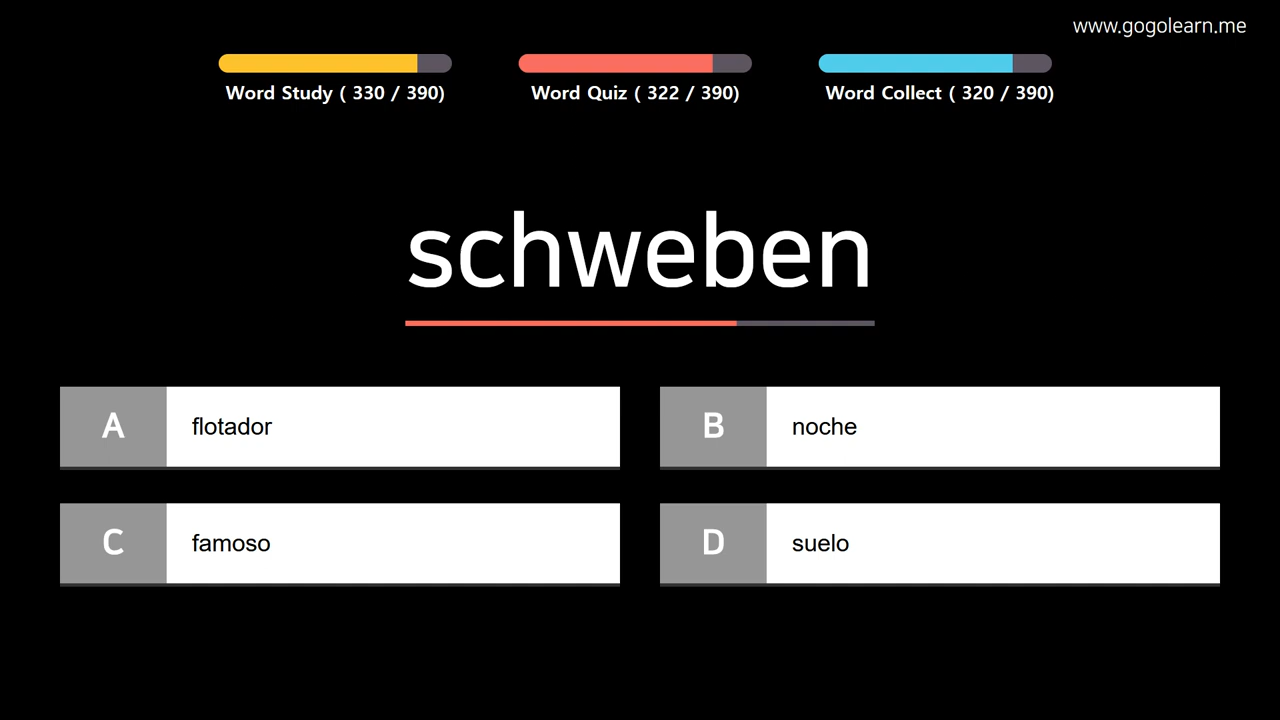 www.gogolearn.me
Word Study ( 330 / 390)
Word Quiz ( 322 / 390)
Word Collect ( 320 / 390)
schweben
A flotador
B noche
C famoso
D suelo